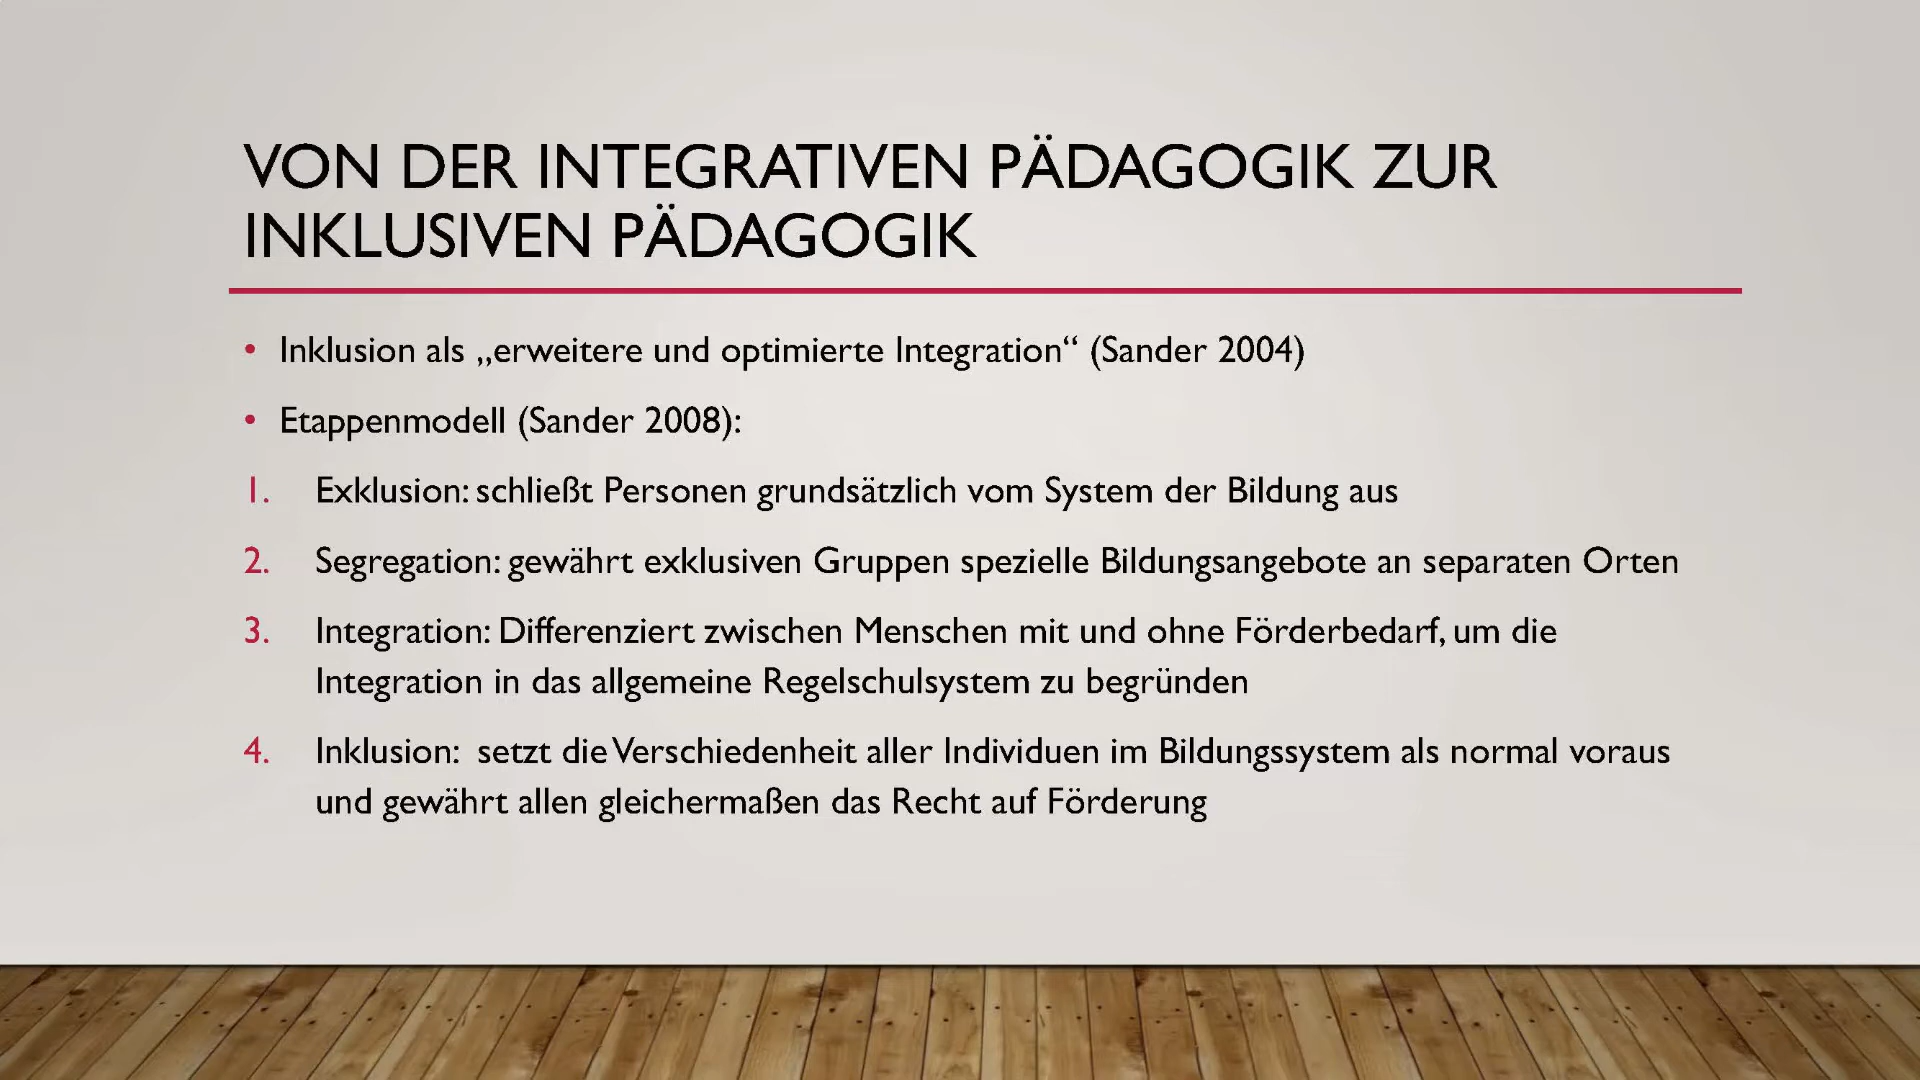 VON DER INTEGRATIVEN PÄDAGOGIK ZUR
INKLUSIVEN PÄDAGOGIK
• Inklusion als „erweitere und optimierte Integration“ (Sander 2004)
• Etappenmodell (Sander 2008):
1. Exklusion: schließt Personen grundsätzlich vom System der Bildung aus
2. Segregation: gewährt exklusiven Gruppen spezielle Bildungsangebote an separaten Orten
3. Integration: Differenziert zwischen Menschen mit und ohne Förderbedarf, um die
Integration in das allgemeine Regelschulsystem zu begründen
4. Inklusion: setzt die Verschiedenheit aller Individuen im Bildungssystem als normal voraus
und gewährt allen gleichermaßen das Recht auf Förderung